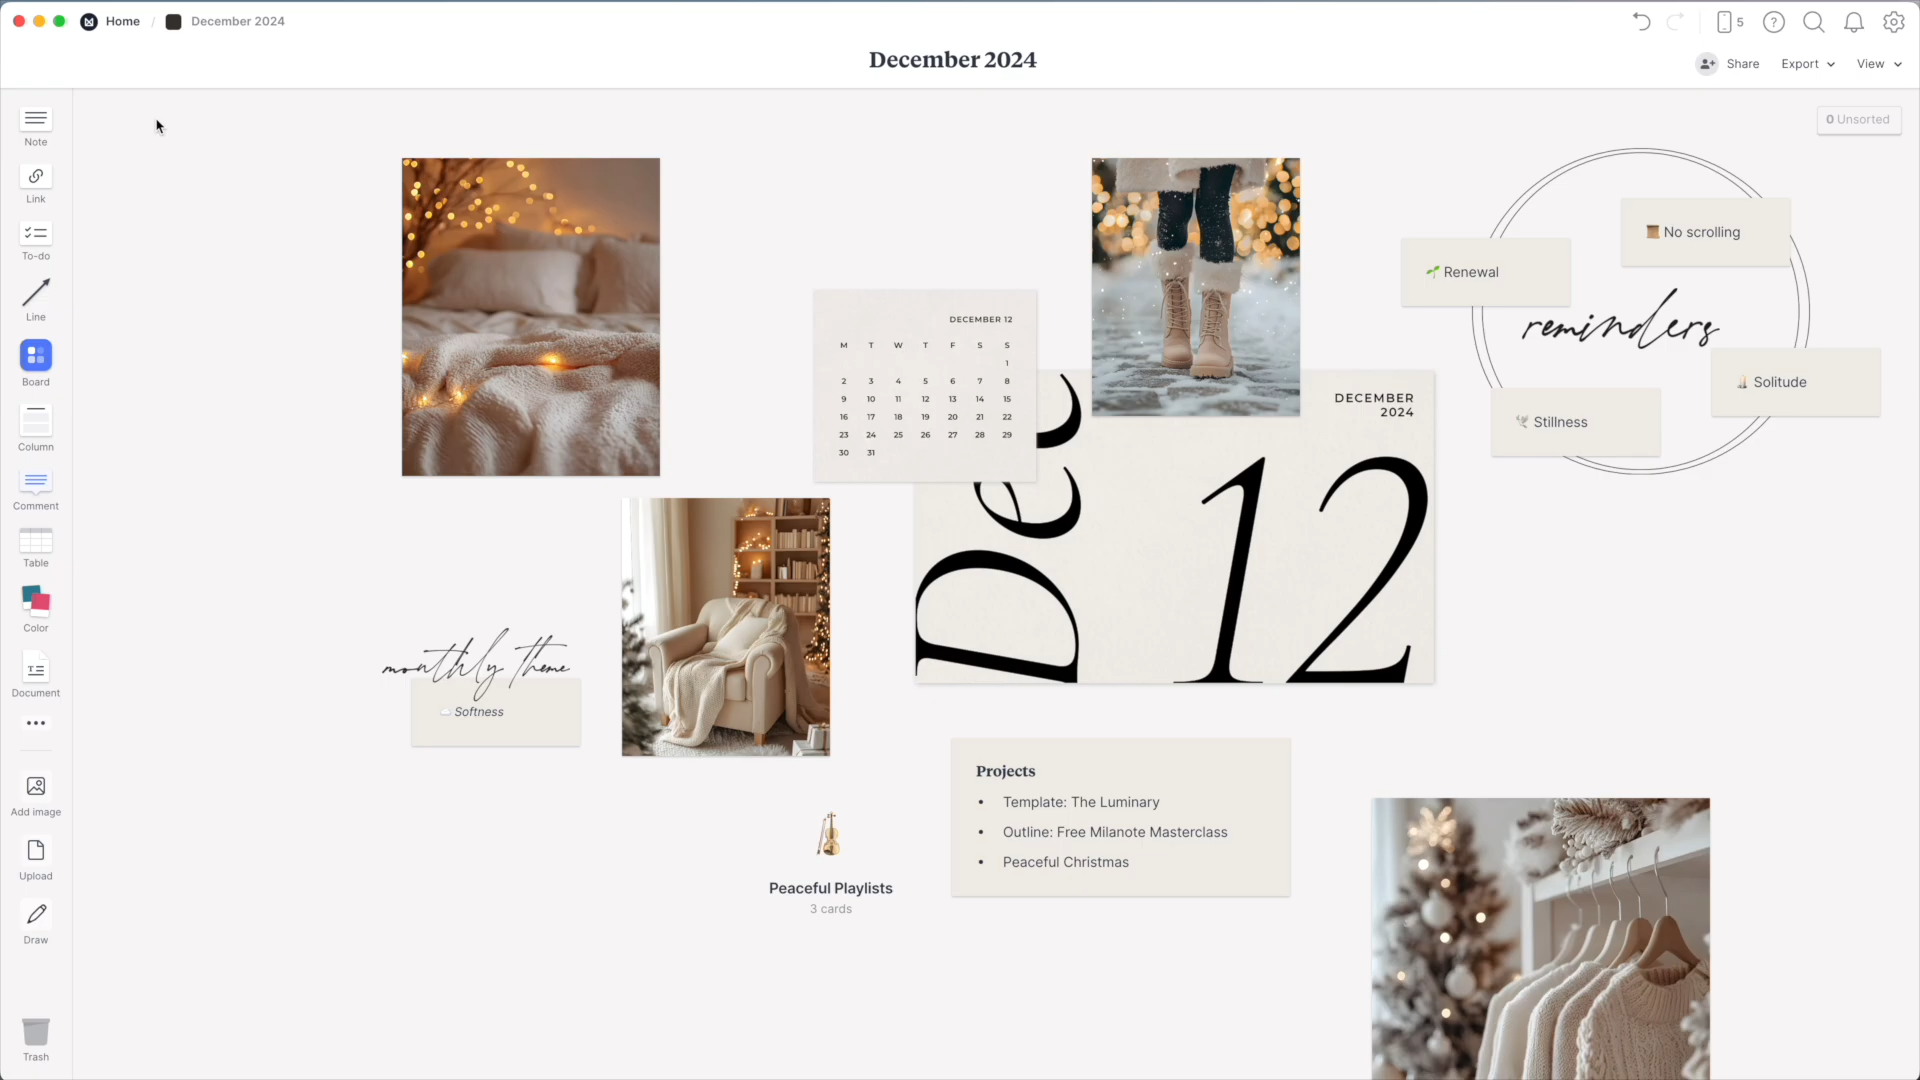 Home / December 2024
5
December 2024
Share
Export
View
0 Unsorted
Note
Link
To-do
Line
Board
Column
Comment
Table
Color
Document
Add image
Upload
Draw
Trash
DECEMBER 12
M T W T F S S
1
2 3 4 5 6 7 8
9 10 11 12 13 14 15
16 17 18 19 20 21 22
23 24 25 26 27 28 29
30 31
DECEMBER
2024
Dec
12
No scrolling
Renewal
reminders
Solitude
Stillness
monthly theme
Softness
Peaceful Playlists
3 cards
Projects
• Template: The Luminary
• Outline: Free Milanote Masterclass
• Peaceful Christmas